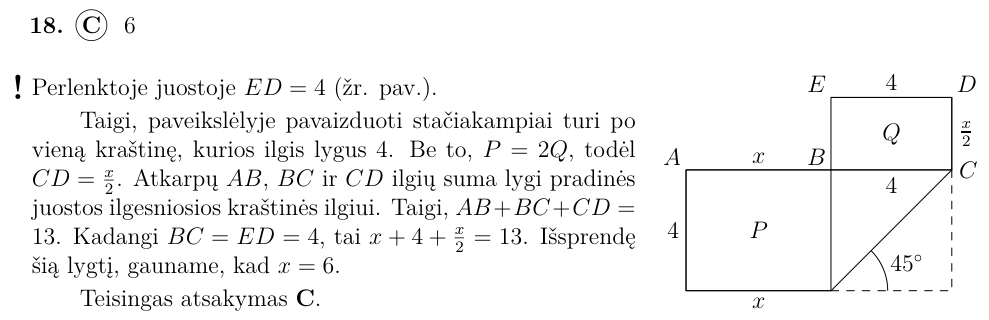 18. C 6
! Perlenktoje juostoje ED = 4 (žr. pav.).
Taigi, paveikslėlyje pavaizduoti stačiakampiai turi po
vieną kraštinę, kurios ilgis lygus 4. Be to, P = 2Q, todėl
CD = x/2. Atkarpų AB, BC ir CD ilgių suma lygi pradinės
juostos ilgesniosios kraštinės ilgiui. Taigi, AB+BC+CD =
13. Kadangi BC = ED = 4, tai x + 4 + x/2 = 13. Išsprendę
šią lygtį, gauname, kad x = 6.
Teisingas atsakymas C.
E 4 D
Q x/2
A x B C
4
4 P
45°
x